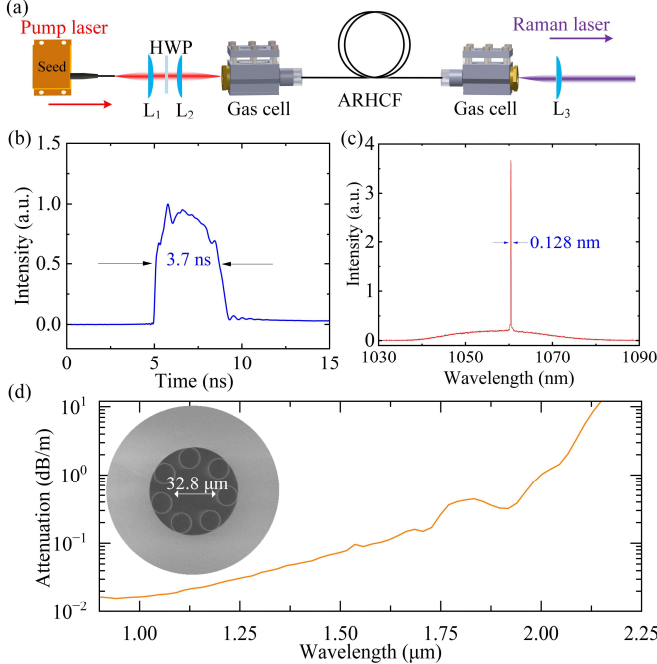 (a)
Pump laser
HWP
Raman laser
Seed
L1
L2
Gas cell
ARHCF
Gas cell
L3
(b)
1.5
1.0
0.5
0.0
Intensity (a.u.)
3.7 ns
0
5
10
15
Time (ns)
(c)
4
3
2
1
0
Intensity (a.u.)
0.128 nm
1030
1050
1070
1090
Wavelength (nm)
(d)
10^1
10^0
10^-1
10^-2
Attenuation (dB/m)
32.8 μm
1.00
1.25
1.50
1.75
2.00
2.25
Wavelength (μm)